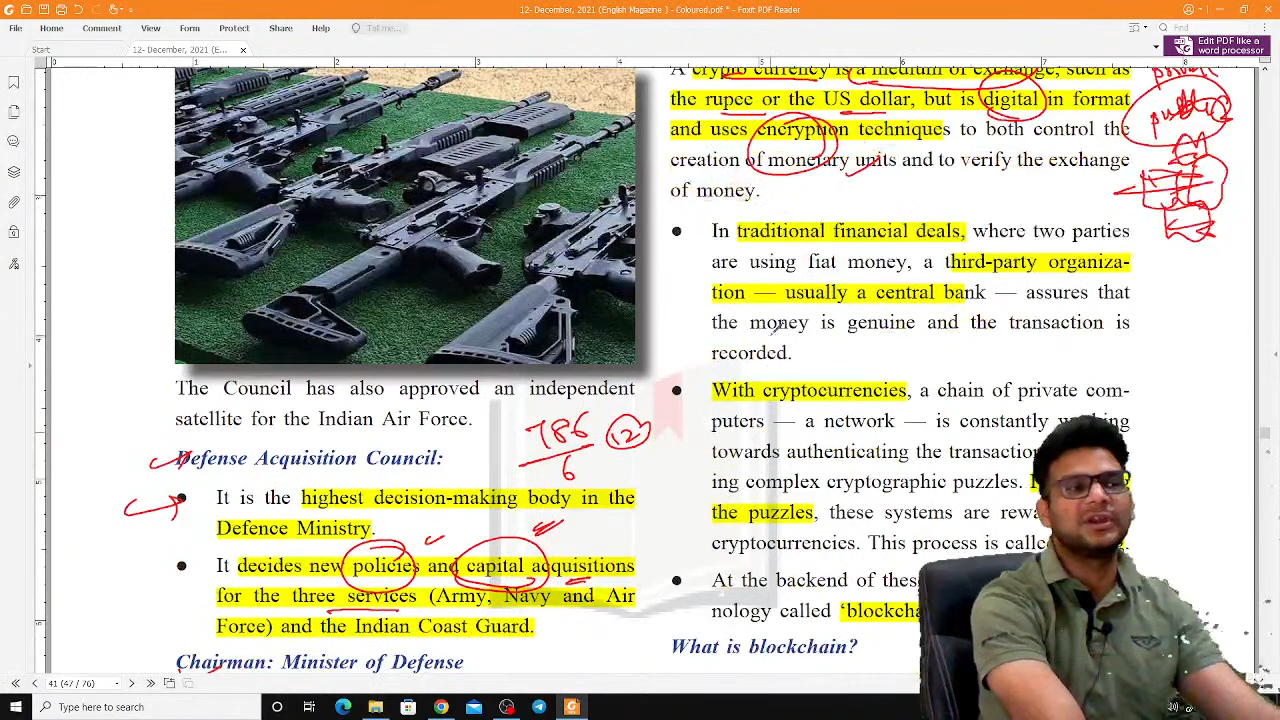 12- December, 2021 (English Magazine ) - Coloured.pdf * - Foxit PDF Reader
File Home Comment View Form Protect Share Help Tell me... Find
Start 12- December, 2021 (E...
Edit PDF like a
word processor
A crypto currency is a medium of exchange, such as
the rupee or the US dollar, but is digital in format
and uses encryption techniques to both control the
creation of monetary units and to verify the exchange
of money.
In traditional financial deals, where two parties
are using fiat money, a third-party organiza-
tion — usually a central bank — assures that
the money is genuine and the transaction is
recorded.
With cryptocurrencies, a chain of private com-
puters — a network — is constantly working
towards authenticating the transaction
ing complex cryptographic puzzles.
the puzzles, these systems are
cryptocurrencies. This process is
At the backend of
nology called
What is blockchain?
private
public
The Council has also approved an independent
satellite for the Indian Air Force.
786
6
12
Defense Acquisition Council:
It is the highest decision-making body in the
Defence Ministry.
It decides new policies and capital acquisitions
for the three services (Army, Navy and Air
Force) and the Indian Coast Guard.
Chairman: Minister of Defense
41 (47 / 76)
Type here to search